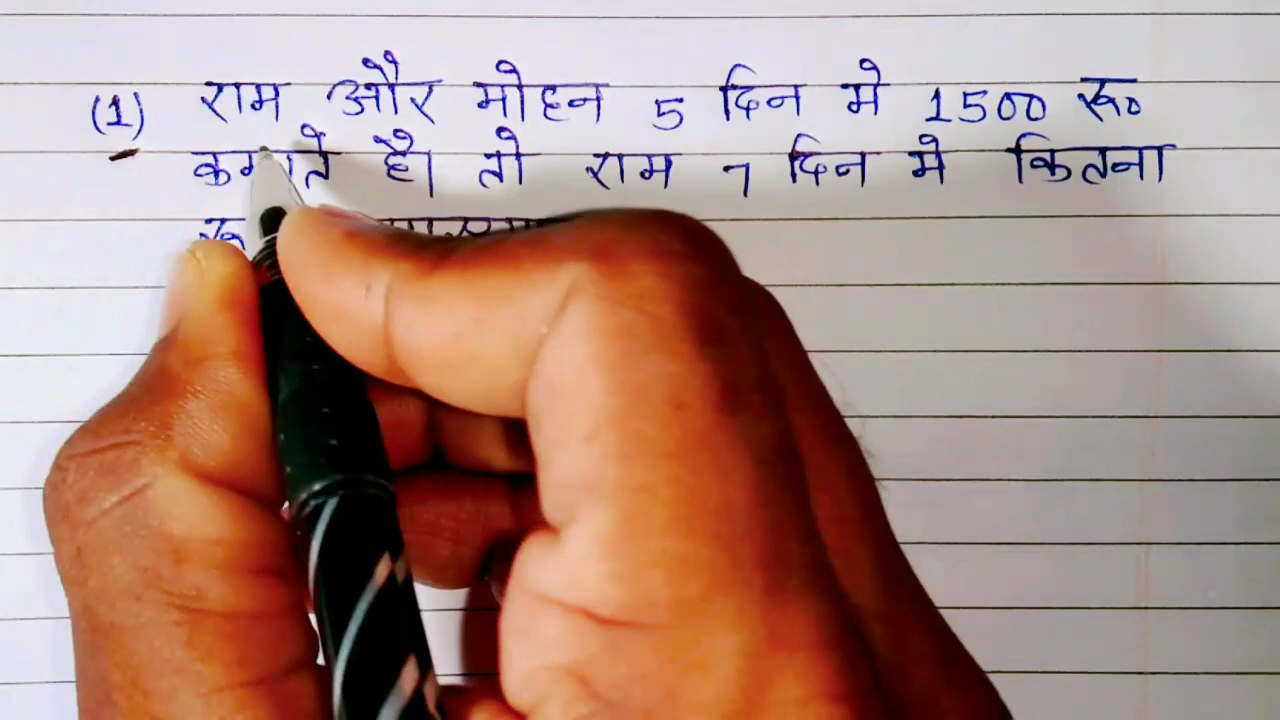 (1) राम और मोहन 5 दिन मे 1500 रू०
कमाते है। तो राम 7 दिन मे कितना
रू